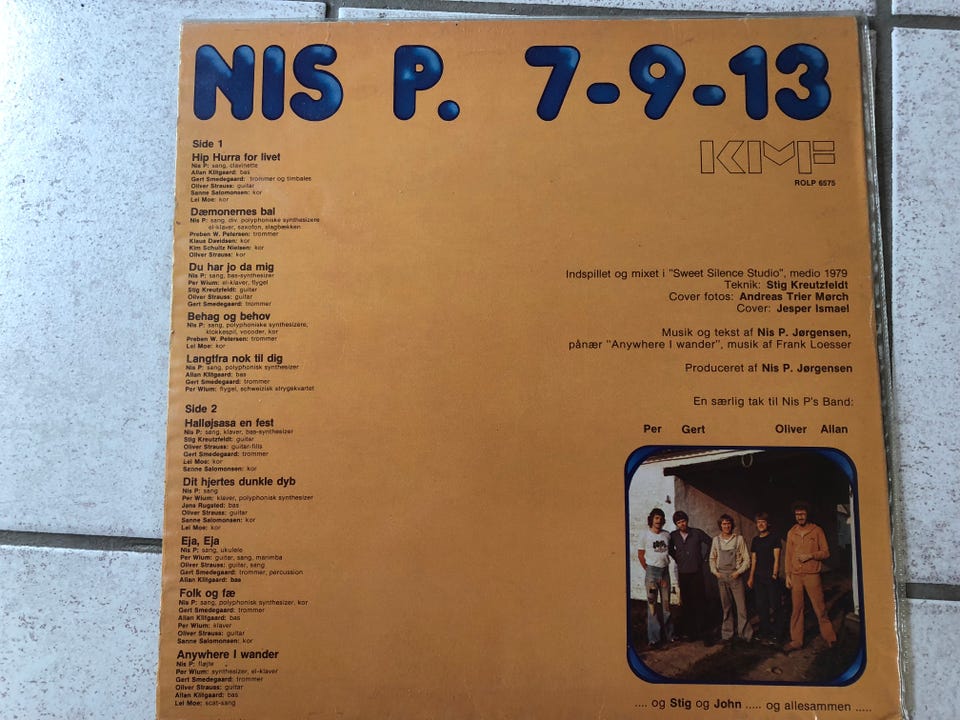 NIS P. 7-9-13
KMF
ROLP 6575
Side 1
Hip Hurra for livet
Nis P: sang, clavinette
Allan Klitgaard: bas
Gert Smedegaard: trommer og timbales
Oliver Strauss: guitar
Sanne Salomonsen: kor
Lei Moe: kor
Dæmonernes bal
Nis P: sang, div. polyphoniske synthesizere
el-klaver, saxofon, slagbækken
Preben W. Petersen: trommer
Klaus Davidsen: kor
Kim Schultz Nielsen: kor
Oliver Strauss: kor
Du har jo da mig
Nis P: sang, bas-synthesizer
Per Wium: el-klaver, flygel
Stig Kreutzfeldt: guitar
Oliver Strauss: guitar
Gert Smedegaard: trommer
Behag og behov
Nis P: sang, polyphoniske synthesizere,
klokkespil, vocoder, kor
Preben W. Petersen: trommer
Lei Moe: kor
Langtfra nok til dig
Nis P: sang, polyphonisk synthesizer
Allan Klitgaard: bas
Gert Smedegaard: trommer
Per Wium: flygel, schweizisk strygekvartet
Side 2
Halløjsasa en fest
Nis P: sang, klaver, bas-synthesizer
Stig Kreutzfeldt: guitar
Oliver Strauss: guitar-fills
Gert Smedegaard: trommer
Lei Moe: kor
Sanne Salomonsen: kor
Dit hjertes dunkle dyb
Nis P: sang
Per Wium: klaver, polyphonisk synthesizer
Jens Rugsted: bas
Oliver Strauss: guitar
Sanne Salomonsen: kor
Lei Moe: kor
Eja, Eja
Nis P: sang, ukulele
Per Wium: guitar, sang, marimba
Oliver Strauss: guitar, sang
Gert Smedegaard: trommer, percussion
Allan Klitgaard: bas
Folk og fæ
Nis P: sang, polyphonisk synthesizer, kor
Gert Smedegaard: trommer
Allan Klitgaard: bas
Per Wium: klaver
Oliver Strauss: guitar
Sanne Salomonsen: kor
Anywhere I wander
Nis P: fløjte
Per Wium: synthesizer, el-klaver
Gert Smedegaard: trommer
Oliver Strauss: guitar
Allan Klitgaard: bas
Lei Moe: scat-sang
Indspillet og mixet i "Sweet Silence Studio", medio 1979
Teknik: Stig Kreutzfeldt
Cover fotos: Andreas Trier Mørch
Cover: Jesper Ismael
Musik og tekst af Nis P. Jørgensen,
pånær "Anywhere I wander", musik af Frank Loesser
Produceret af Nis P. Jørgensen
En særlig tak til Nis P's Band:
Per Gert Oliver Allan
.... og Stig og John ..... og allesammen .....